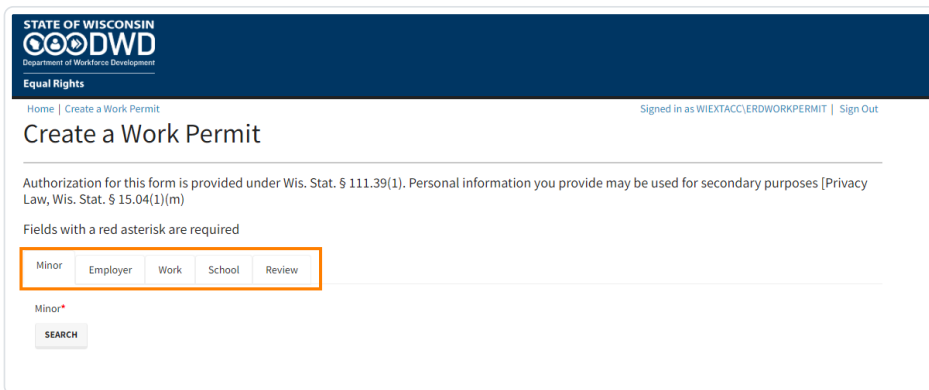 STATE OF WISCONSIN
DWD
Department of Workforce Development
Equal Rights
Home | Create a Work Permit
Signed in as WIEXTACC\ERDWORKPERMIT | Sign Out
Create a Work Permit
Authorization for this form is provided under Wis. Stat. § 111.39(1). Personal information you provide may be used for secondary purposes [Privacy
Law, Wis. Stat. § 15.04(1)(m)
Fields with a red asterisk are required
Minor Employer Work School Review
Minor*
SEARCH